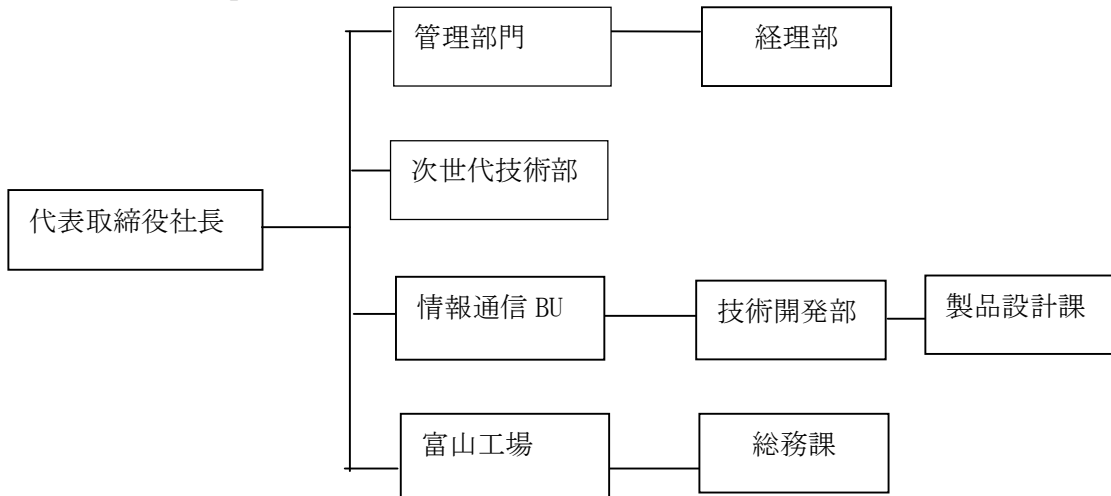 管理部門
経理部
次世代技術部
代表取締役社長
情報通信 BU
技術開発部
製品設計課
富山工場
総務課